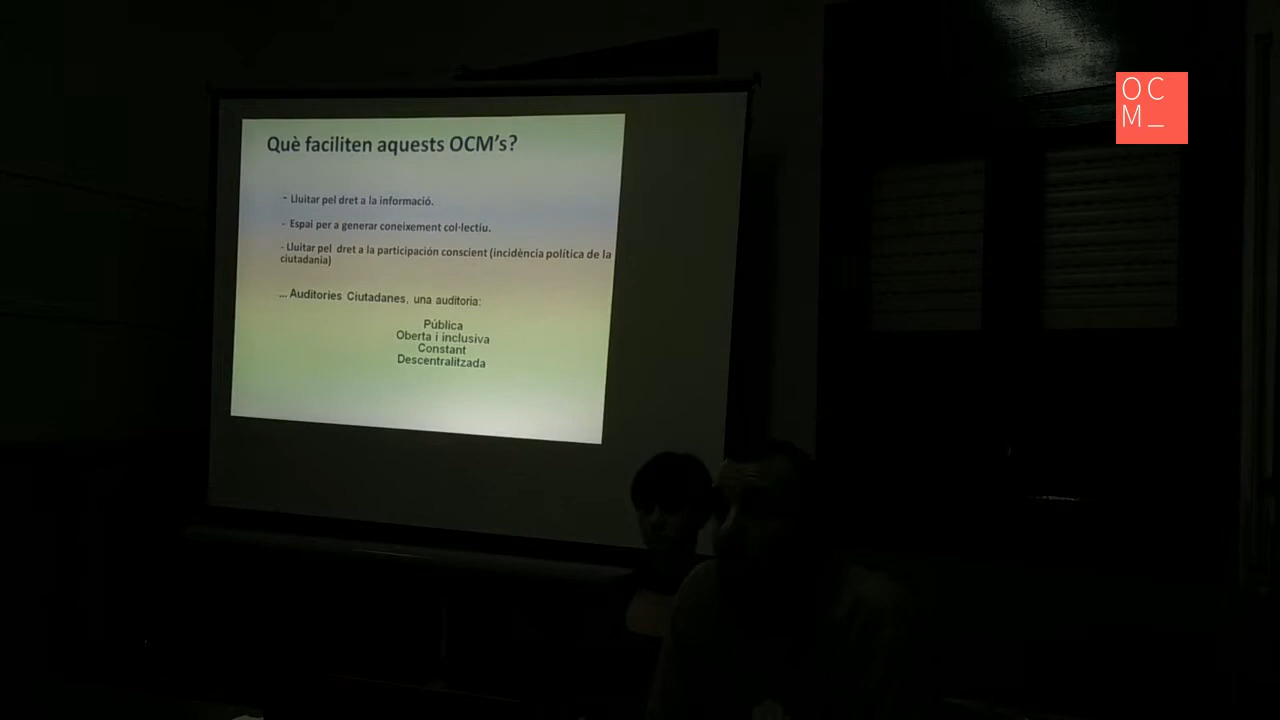 Què faciliten aquests OCM's?
- Lluitar pel dret a la informació.
- Espai per a generar coneixement col·lectiu.
- Lluitar pel dret a la participación conscient (incidència política de la
ciutadania)
... Auditories Ciutadanes, una auditoria:
Pública
Oberta i inclusiva
Constant
Descentralitzada
OC
M_